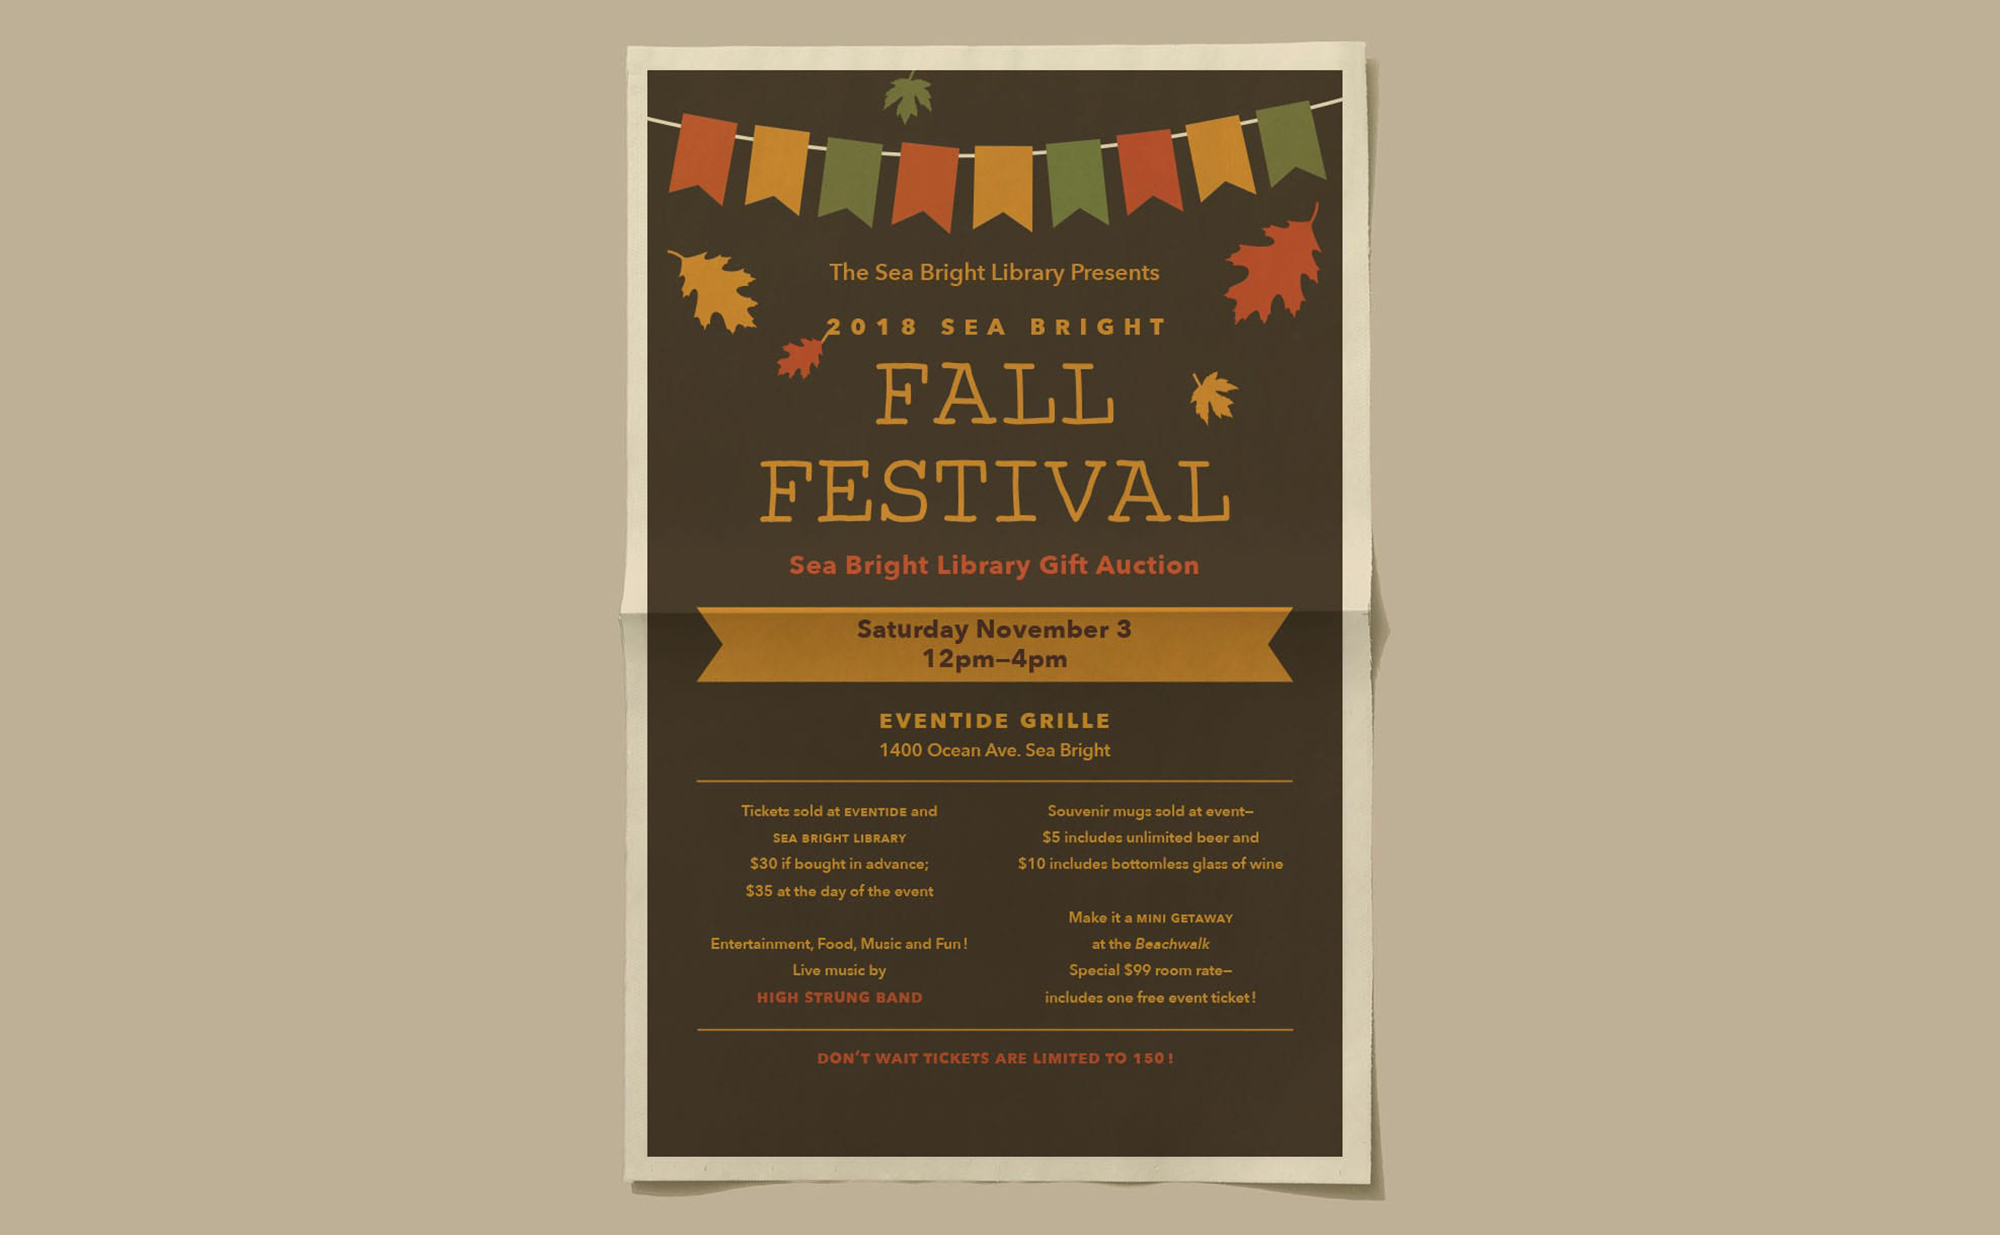 The Sea Bright Library Presents
2018 SEA BRIGHT
FALL
FESTIVAL
Sea Bright Library Gift Auction
Saturday November 3
12pm—4pm
EVENTIDE GRILLE
1400 Ocean Ave. Sea Bright
Tickets sold at EVENTIDE and
SEA BRIGHT LIBRARY
$30 if bought in advance;
$35 at the day of the event
Entertainment, Food, Music and Fun!
Live music by
HIGH STRUNG BAND
Souvenir mugs sold at event—
$5 includes unlimited beer and
$10 includes bottomless glass of wine
Make it a MINI GETAWAY
at the Beachwalk
Special $99 room rate—
includes one free event ticket!
DON'T WAIT TICKETS ARE LIMITED TO 150!